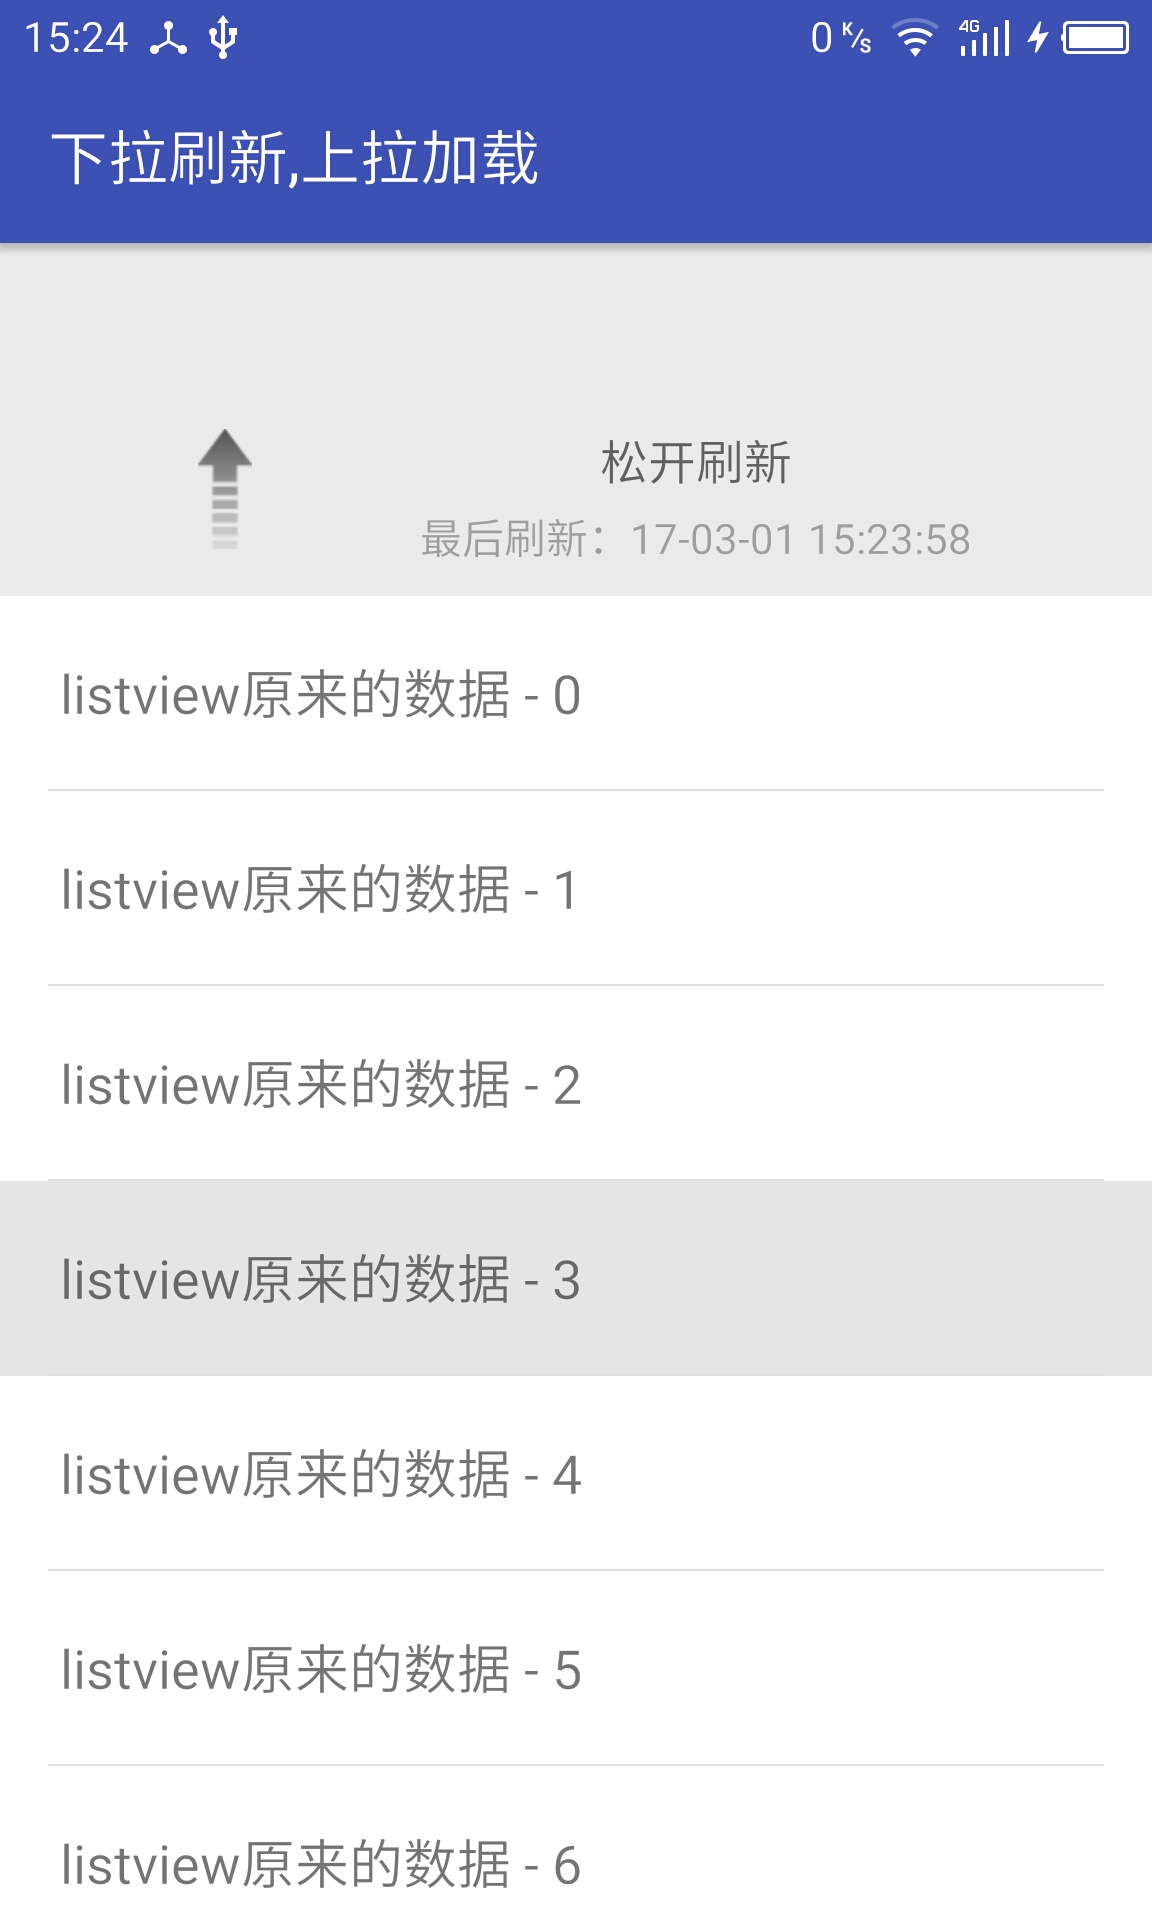 15:24
0 K/s
4G
下拉刷新,上拉加载
松开刷新
最后刷新：17-03-01 15:23:58
listview原来的数据 - 0
listview原来的数据 - 1
listview原来的数据 - 2
listview原来的数据 - 3
listview原来的数据 - 4
listview原来的数据 - 5
listview原来的数据 - 6